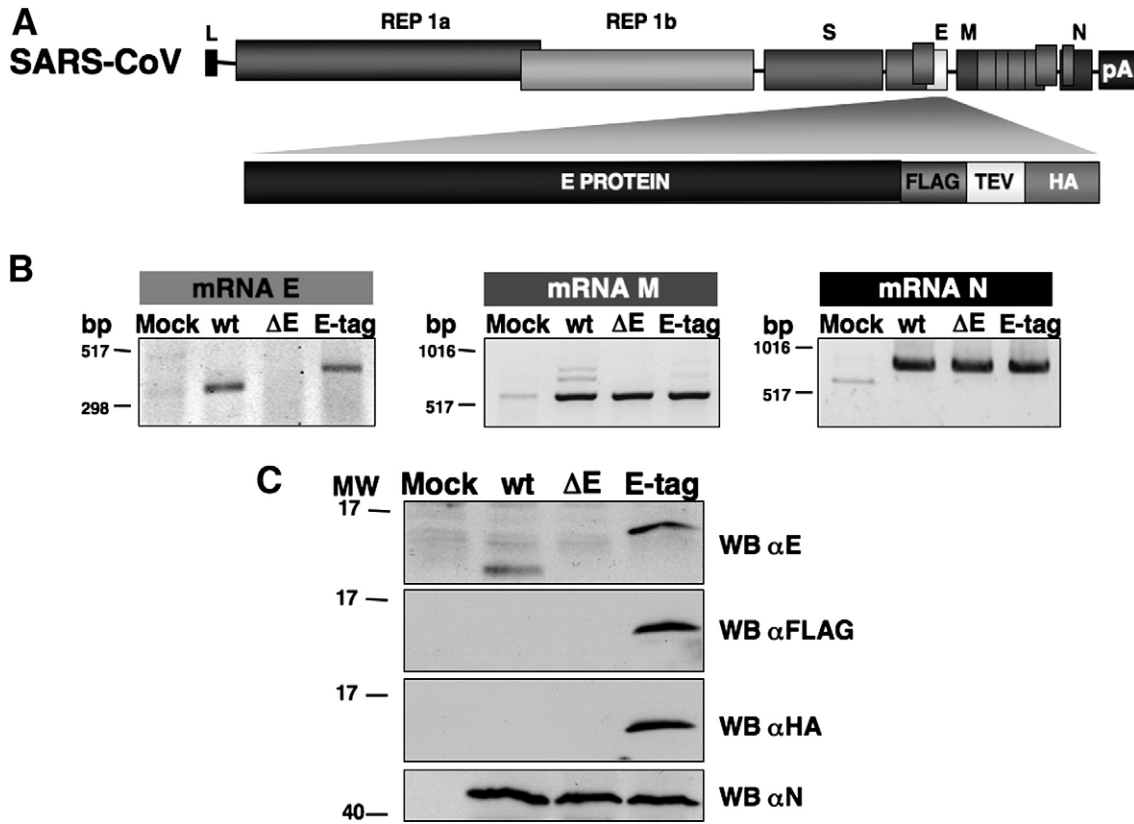 A
SARS-CoV
L
REP 1a
REP 1b
S
E
M
N
pA
E PROTEIN
FLAG
TEV
HA
B
mRNA E
bp
Mock wt ΔE E-tag
517
298
mRNA M
bp
Mock wt ΔE E-tag
1016
517
mRNA N
bp
Mock wt ΔE E-tag
1016
517
C
MW
Mock wt ΔE E-tag
17
WB αE
17
WB αFLAG
17
WB αHA
40
WB αN